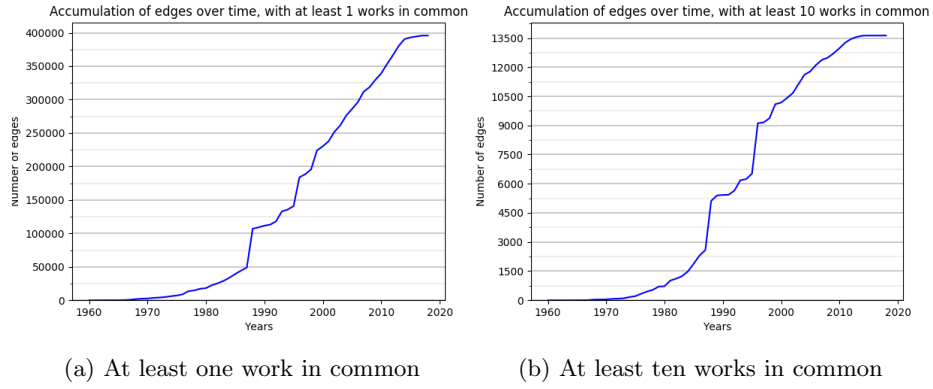 Accumulation of edges over time, with at least 1 works in common
400000
350000
300000
250000
200000
150000
100000
50000
0
Number of edges
1960 1970 1980 1990 2000 2010 2020
Years
(a) At least one work in common
Accumulation of edges over time, with at least 10 works in common
13500
12000
10500
9000
7500
6000
4500
3000
1500
0
Number of edges
1960 1970 1980 1990 2000 2010 2020
Years
(b) At least ten works in common